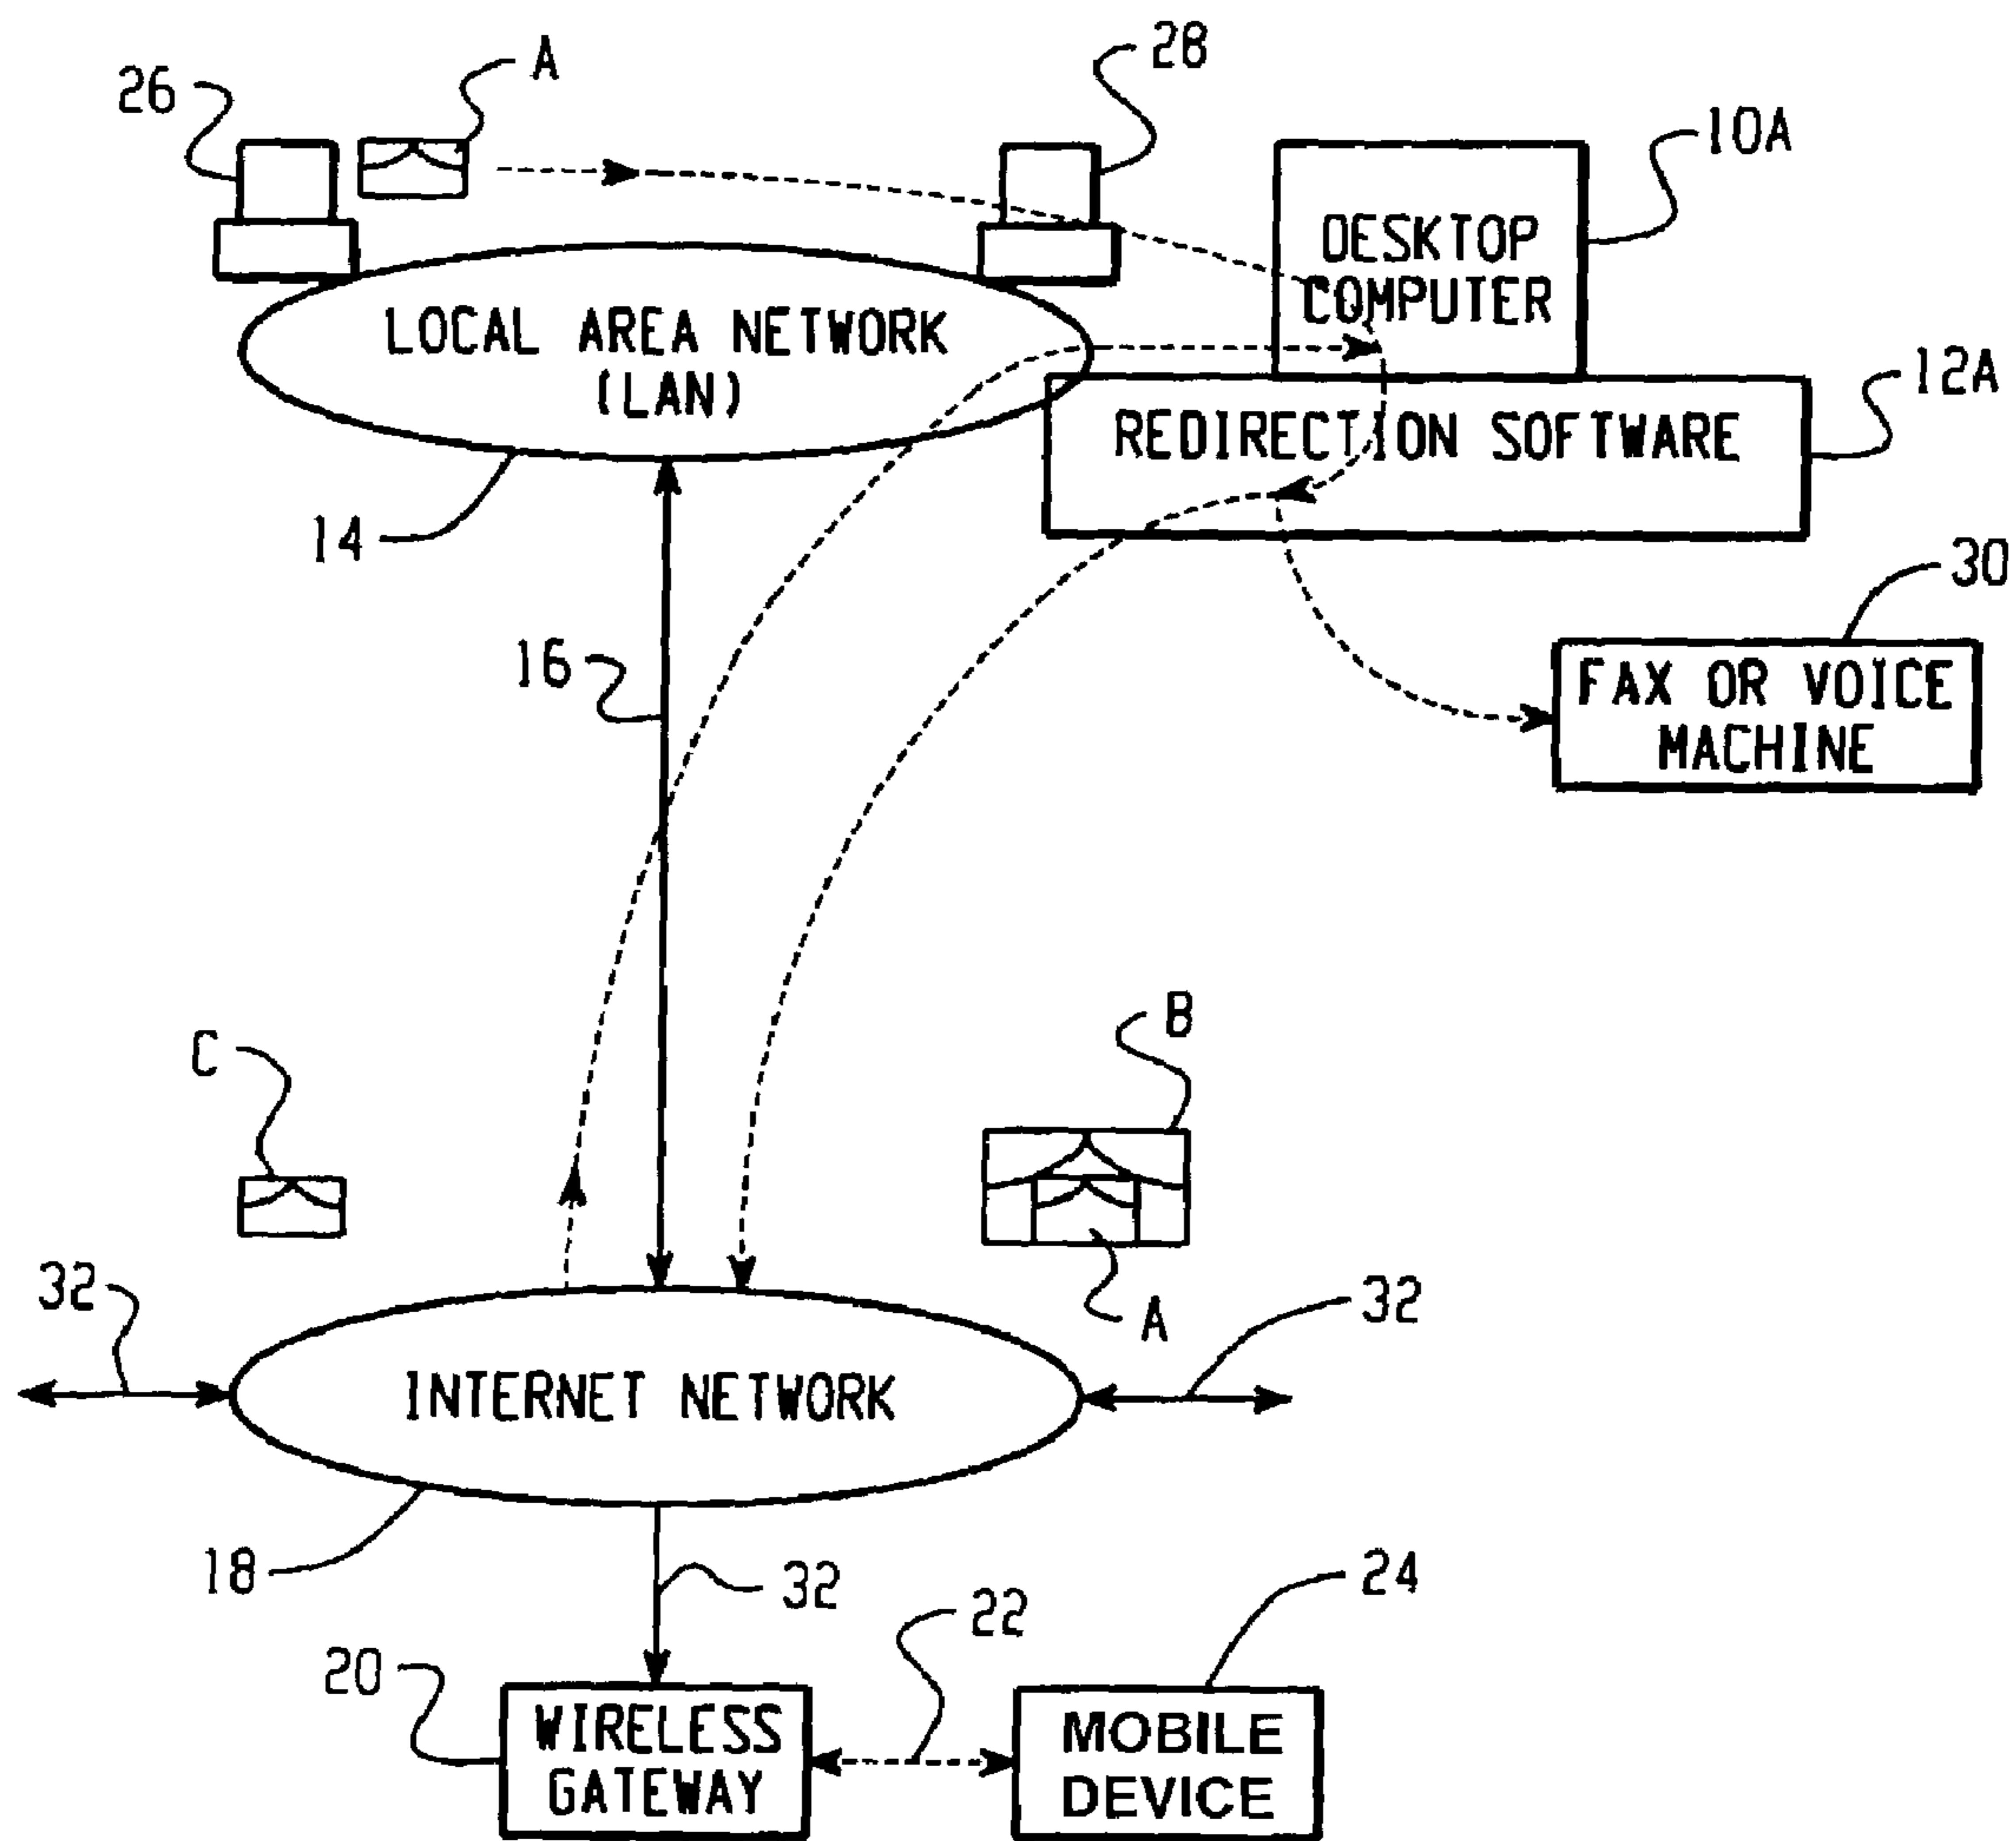 A
28
26
10A
DESKTOP
COMPUTER
LOCAL AREA NETWORK
(LAN)
12A
REDIRECTION SOFTWARE
14
30
16
FAX OR VOICE
MACHINE
B
C
32
A
32
INTERNET NETWORK
18
32
22
24
20
WIRELESS
GATEWAY
MOBILE
DEVICE